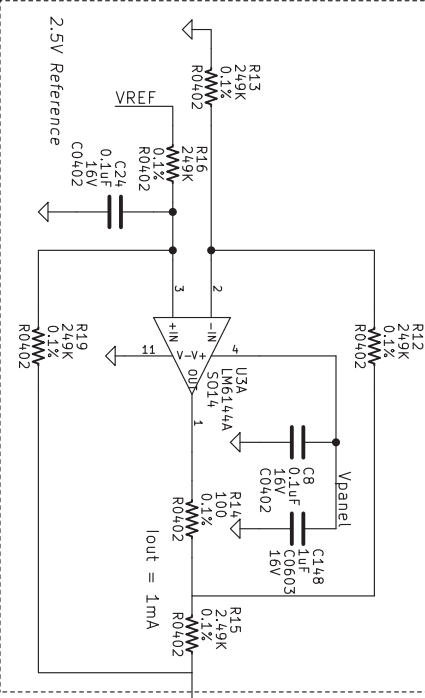 2.5V Reference
VREF
R13
249K
0.1%
R0402
R16
249K
0.1%
R0402
C24
0.1uF
16V
C0402
3
2
+IN
-IN
V-
V+
OUT
11
4
1
U3A
LM6144A
SO14
R19
249K
0.1%
R0402
R12
249K
0.1%
R0402
C8
0.1uF
16V
C0402
Vpanel
C148
1uF
C0603
16V
R14
100
0.1%
R0402
Iout = 1mA
R15
2.49K
0.1%
R0402